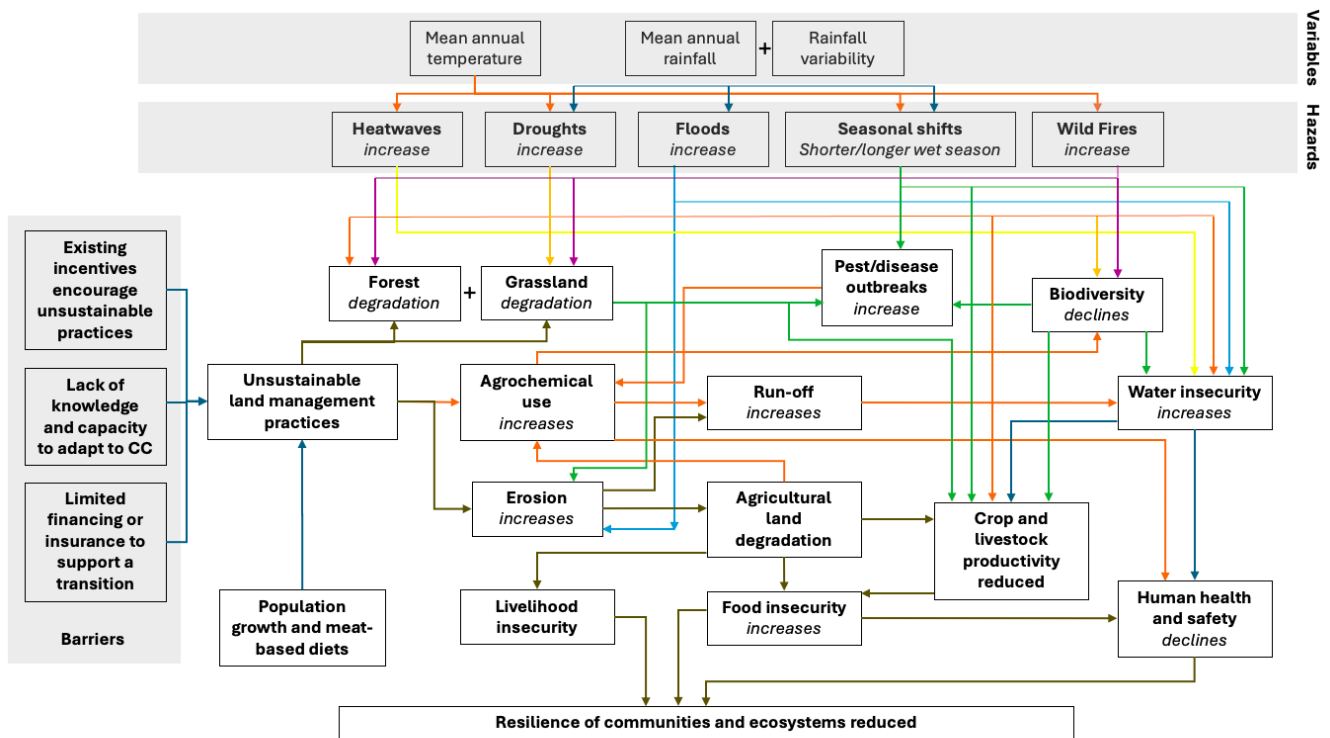 Mean annual
temperature
Mean annual
rainfall
+
Rainfall
variability
Variables
Heatwaves
increase
Droughts
increase
Floods
increase
Seasonal shifts
Shorter/longer wet season
Wild Fires
increase
Hazards
Existing
incentives
encourage
unsustainable
practices
Lack of
knowledge
and capacity
to adapt to CC
Limited
financing or
insurance to
support a
transition
Barriers
Forest
degradation
+
Grassland
degradation
Pest/disease
outbreaks
increase
Biodiversity
declines
Unsustainable
land management
practices
Agrochemical
use
increases
Run-off
increases
Water insecurity
increases
Erosion
increases
Agricultural
land
degradation
Crop and
livestock
productivity
reduced
Population
growth and meat-
based diets
Livelihood
insecurity
Food insecurity
increases
Human health
and safety
declines
Resilience of communities and ecosystems reduced